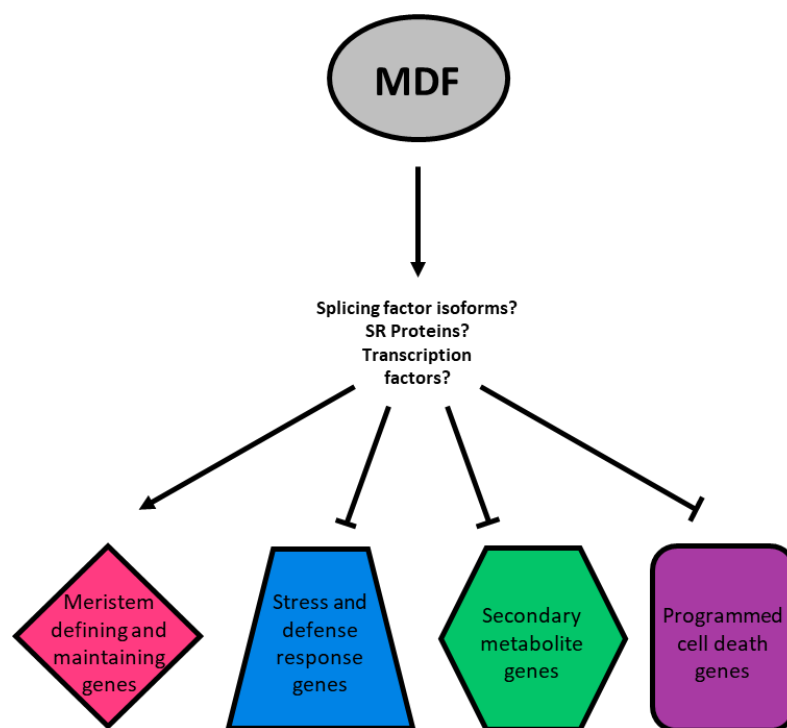 MDF
Splicing factor isoforms?
SR Proteins?
Transcription
factors?
Meristem
defining and
maintaining
genes
Stress and
defense
response
genes
Secondary
metabolite
genes
Programmed
cell death
genes